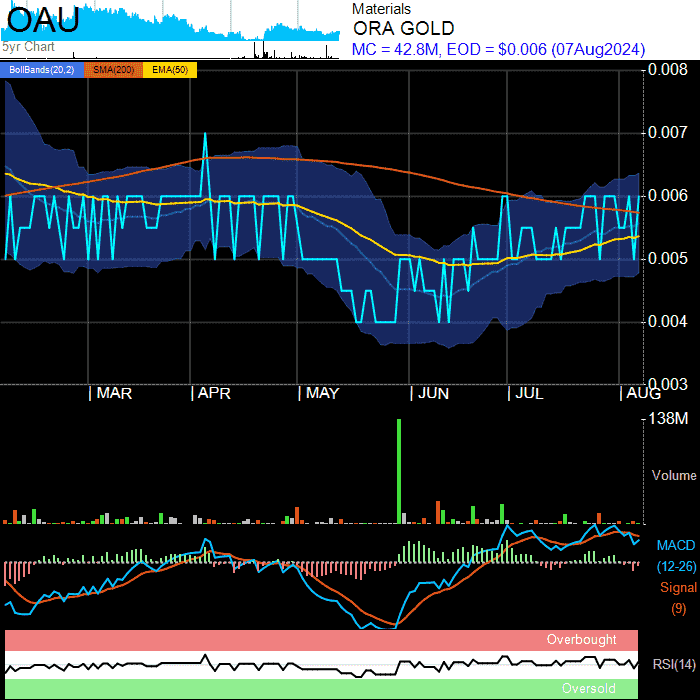 OAU
5yr Chart
Materials
ORA GOLD
MC = 42.8M, EOD = $0.006 (07Aug2024)
BollBands(20,2) SMA(200) EMA(50)
0.008
0.007
0.006
0.005
0.004
0.003
MAR APR MAY JUN JUL AUG
138M
Volume
MACD
(12-26)
Signal
(9)
Overbought
RSI(14)
Oversold